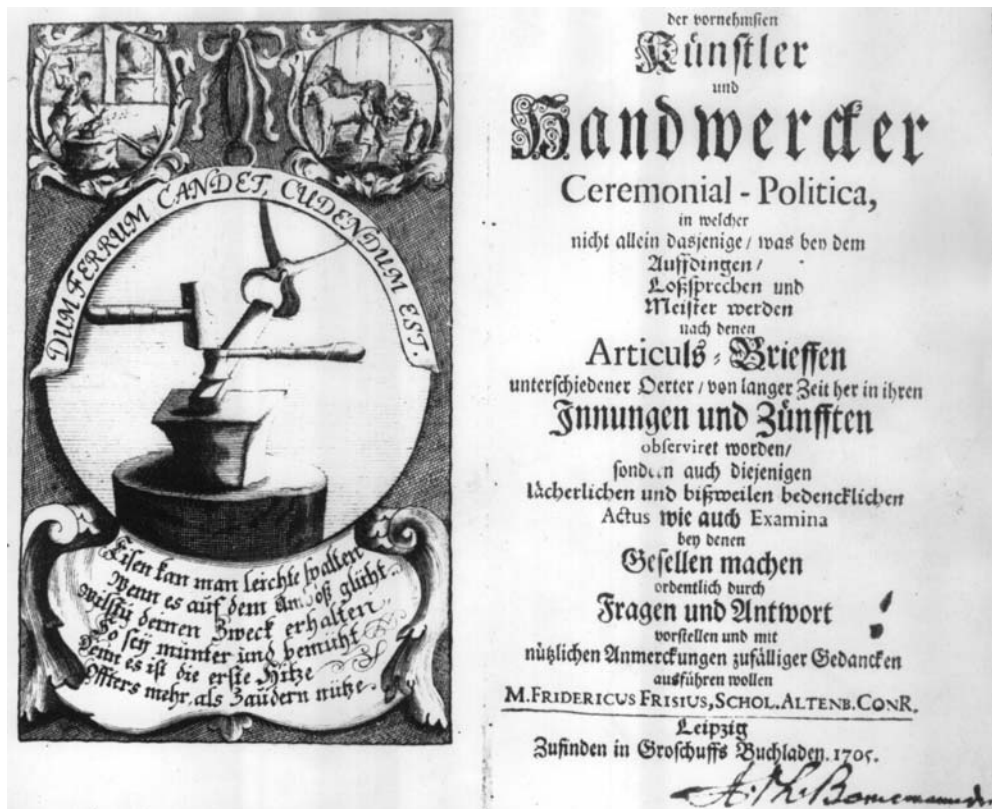 DUM FERRUM CANDET, CUDENDUM EST.
Eisen kan man leichte spalten
Wenn es auf dem Amboß glüht.
wilstu deinen Zweck erhalten
So sey munter und bemüht
Denn es ist die erste Hitze
Offters mehr, als Zaudern nütze.
der vornehmsten
Künstler
und
Handwercker
Ceremonial-Politica,
in welcher
nicht allein dasjenige / was bey dem
Auffdingen /
Loßsprechen und
Meister werden
nach denen
Articuls-Brieffen
unterschiedener Oerter / von langer Zeit her in ihren
Innungen und Zünfften
observiret worden /
sondern auch diejenigen
lächerlichen und bißweilen bedencklichen
Actus wie auch Examina
bey denen
Gesellen machen
ordentlich durch
Fragen und Antwort
vorstellen und mit
nützlichen Anmerckungen zufälliger Gedancken
ausführen wollen
M. FRIDERICUS FRISIUS, SCHOL. ALTENB. CONR.
Leipzig
Zufinden in Groschuffs Buchladen. 1705.